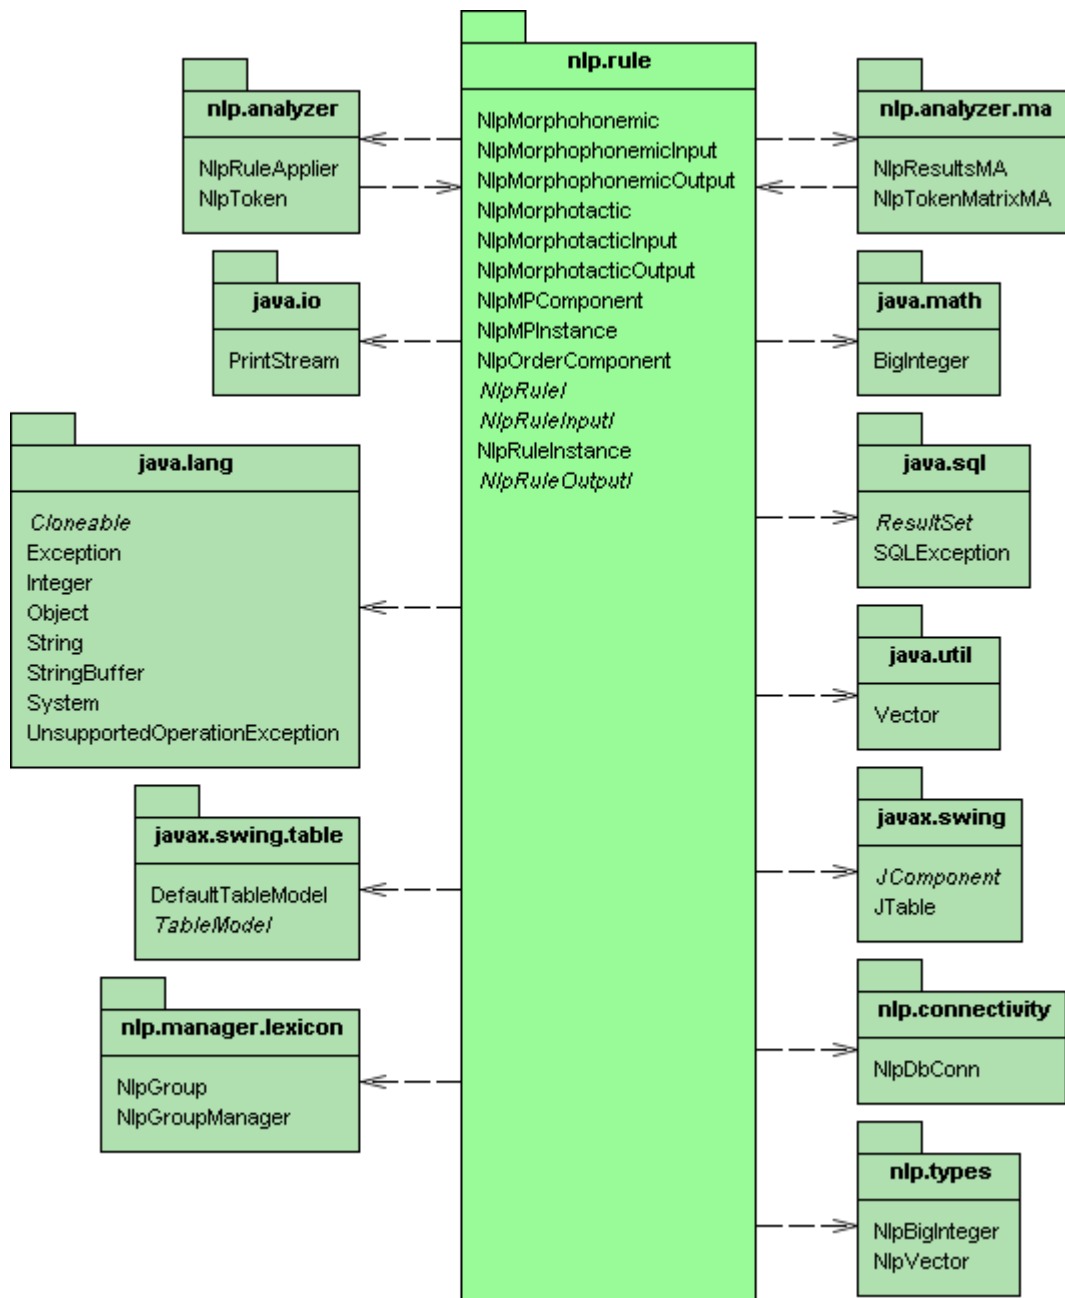 nlp.rule
NlpMorphohonemic
NlpMorphophonemicInput
NlpMorphophonemicOutput
NlpMorphotactic
NlpMorphotacticInput
NlpMorphotacticOutput
NlpMPComponent
NlpMPInstance
NlpOrderComponent
NlpRuleI
NlpRuleInputI
NlpRuleInstance
NlpRuleOutputI
nlp.analyzer
NlpRuleApplier
NlpToken
java.io
PrintStream
java.lang
Cloneable
Exception
Integer
Object
String
StringBuffer
System
UnsupportedOperationException
javax.swing.table
DefaultTableModel
TableModel
nlp.manager.lexicon
NlpGroup
NlpGroupManager
nlp.analyzer.ma
NlpResultsMA
NlpTokenMatrixMA
java.math
BigInteger
java.sql
ResultSet
SQLException
java.util
Vector
javax.swing
JComponent
JTable
nlp.connectivity
NlpDbConn
nlp.types
NlpBigInteger
NlpVector